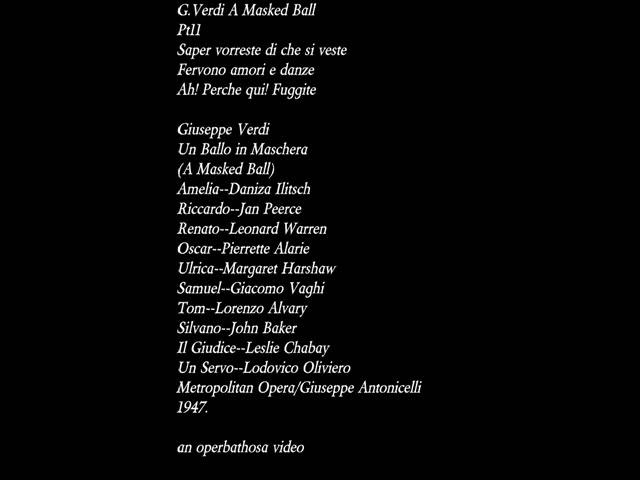 G.Verdi A Masked Ball
Pt11
Saper vorreste di che si veste
Fervono amori e danze
Ah! Perche qui! Fuggite
Giuseppe Verdi
Un Ballo in Maschera
(A Masked Ball)
Amelia--Daniza Ilitsch
Riccardo--Jan Peerce
Renato--Leonard Warren
Oscar--Pierrette Alarie
Ulrica--Margaret Harshaw
Samuel--Giacomo Vaghi
Tom--Lorenzo Alvary
Silvano--John Baker
Il Giudice--Leslie Chabay
Un Servo--Lodovico Oliviero
Metropolitan Opera/Giuseppe Antonicelli
1947.
an operbathosa video